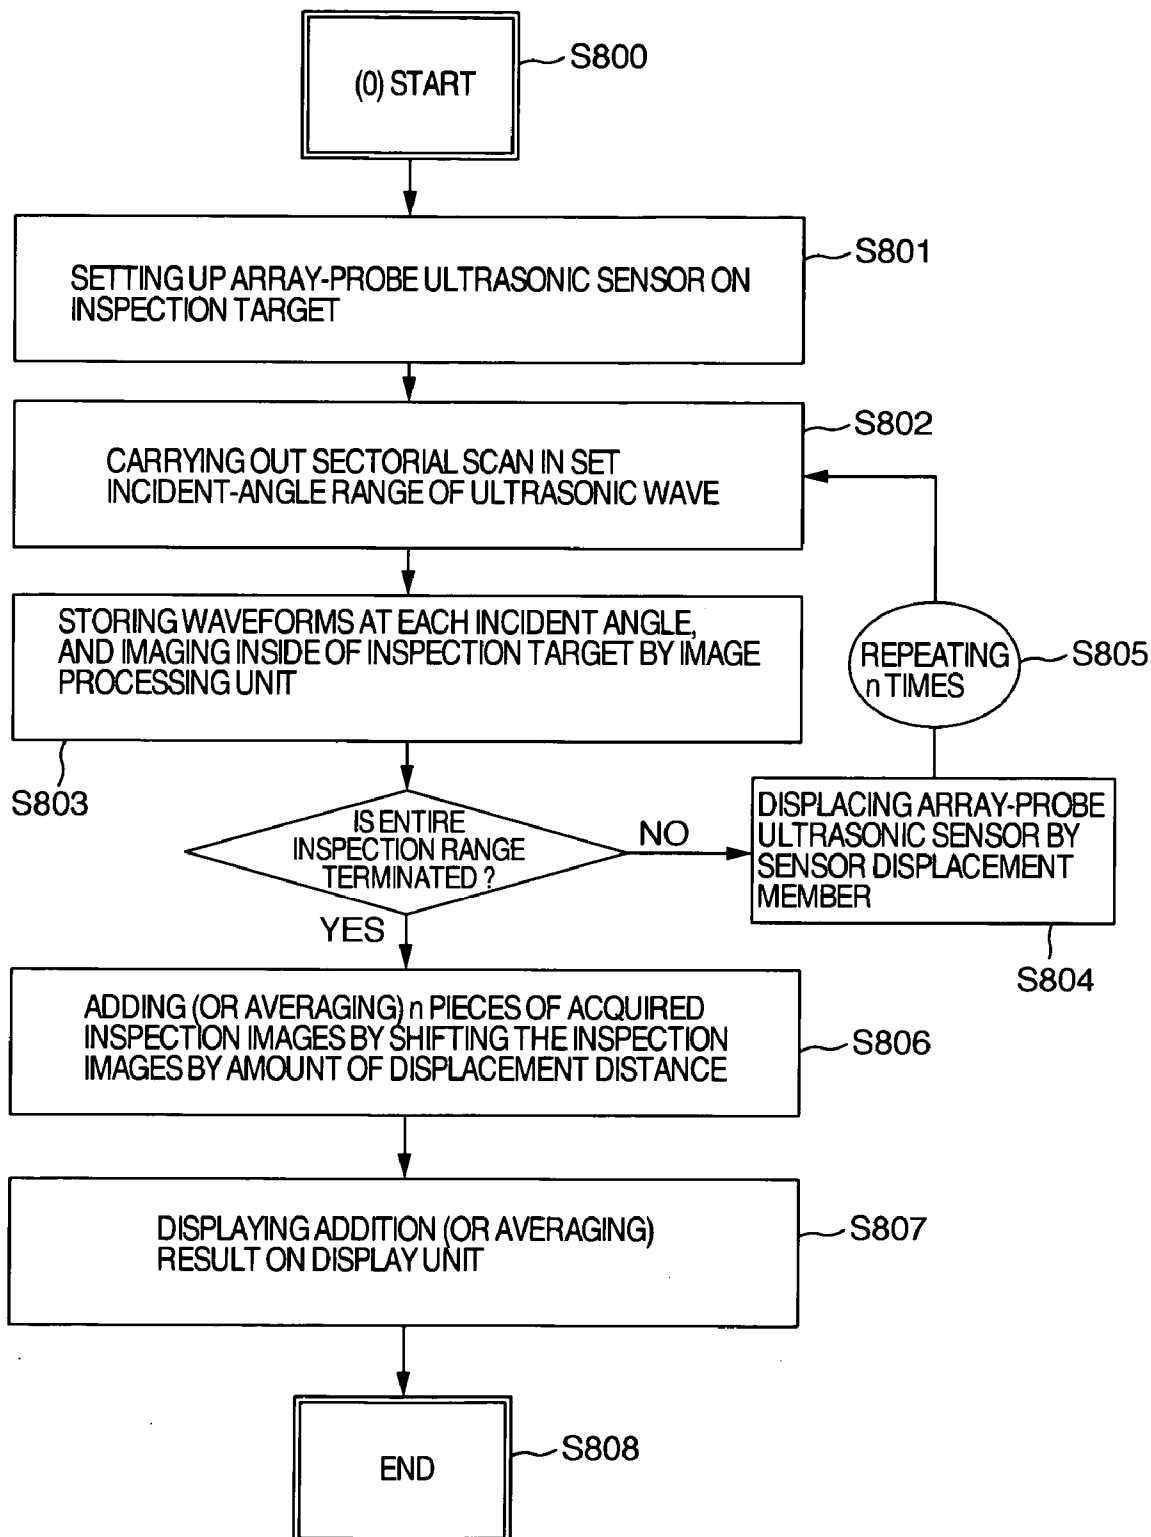 (0) START
S800
S801
SETTING UP ARRAY-PROBE ULTRASONIC SENSOR ON
INSPECTION TARGET
S802
CARRYING OUT SECTORIAL SCAN IN SET
INCIDENT-ANGLE RANGE OF ULTRASONIC WAVE
STORING WAVEFORMS AT EACH INCIDENT ANGLE,
AND IMAGING INSIDE OF INSPECTION TARGET BY IMAGE
PROCESSING UNIT
S803
REPEATING
n TIMES
S805
IS ENTIRE
INSPECTION RANGE
TERMINATED ?
NO
YES
DISPLACING ARRAY-PROBE
ULTRASONIC SENSOR BY
SENSOR DISPLACEMENT
MEMBER
S804
ADDING (OR AVERAGING) n PIECES OF ACQUIRED
INSPECTION IMAGES BY SHIFTING THE INSPECTION
IMAGES BY AMOUNT OF DISPLACEMENT DISTANCE
S806
DISPLAYING ADDITION (OR AVERAGING)
RESULT ON DISPLAY UNIT
S807
END
S808